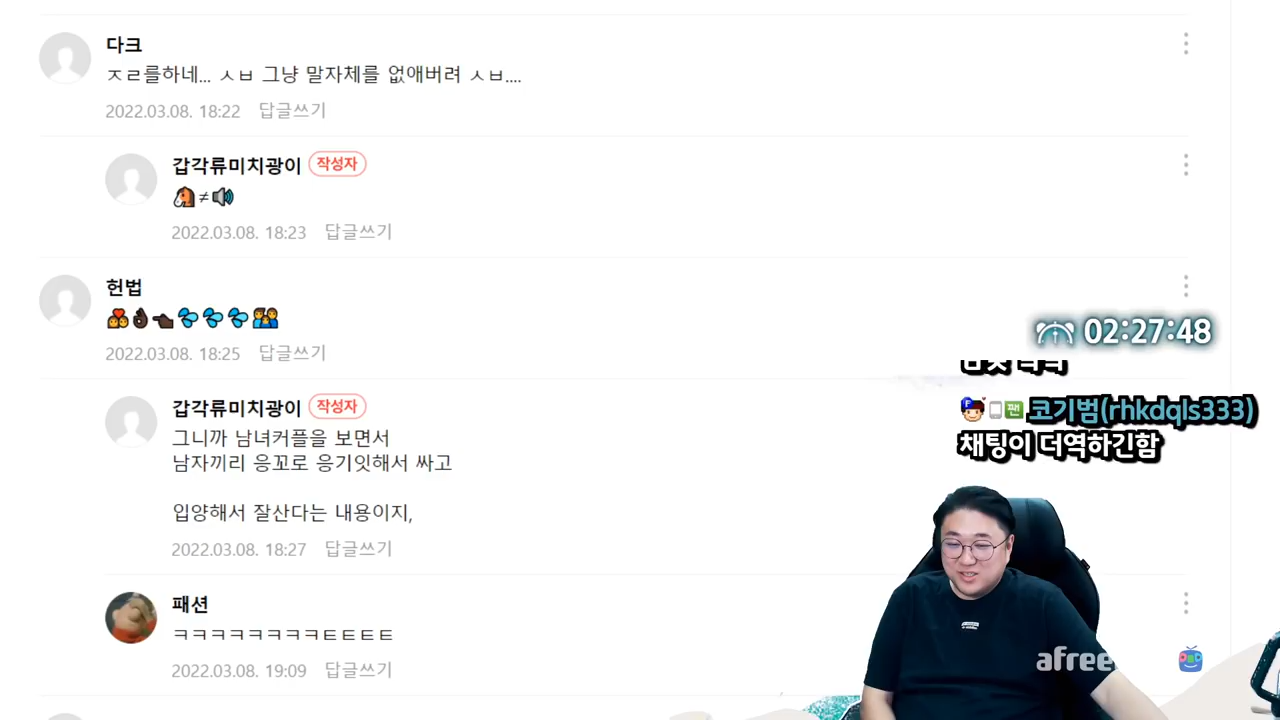 다크
ㅈㄹ를하네... ㅅㅂ 그냥 말자체를 없애버려 ㅅㅂ....
2022.03.08. 18:22 답글쓰기
갑각류미치광이 작성자
🐴≠🔊
2022.03.08. 18:23 답글쓰기
헌법
2022.03.08. 18:25 답글쓰기
02:27:48
코기범(rhkdqls333)
채팅이 더역하긴함
갑각류미치광이 작성자
그니까 남녀커플을 보면서
남자끼리 응꼬로 응기잇해서 싸고
입양해서 잘산다는 내용이지,
2022.03.08. 18:27 답글쓰기
패션
ㅋㅋㅋㅋㅋㅋㅋㅋㅌㅌㅌㅌ
2022.03.08. 19:09 답글쓰기
afree